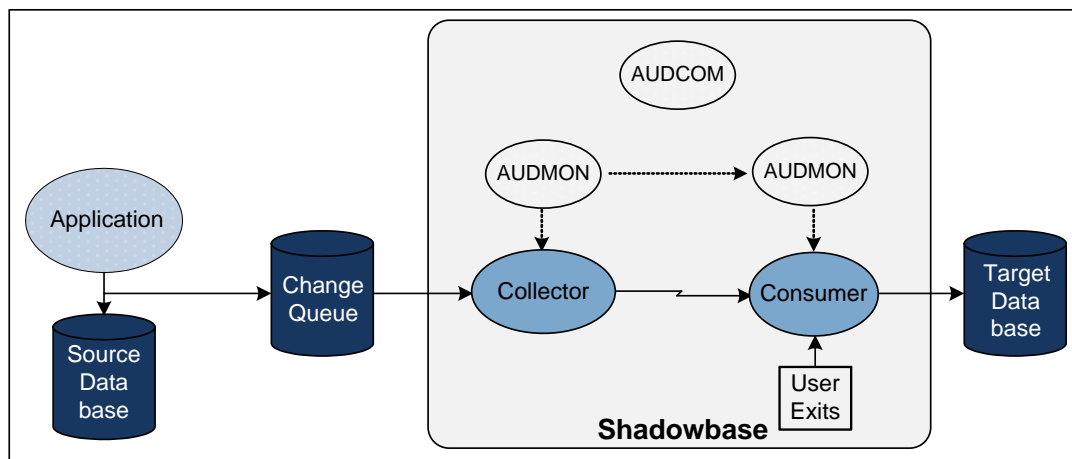 AUDCOM
AUDMON
AUDMON
Application
Change
Queue
Collector
Consumer
Target
Data
base
Source
Data
base
User
Exits
Shadowbase